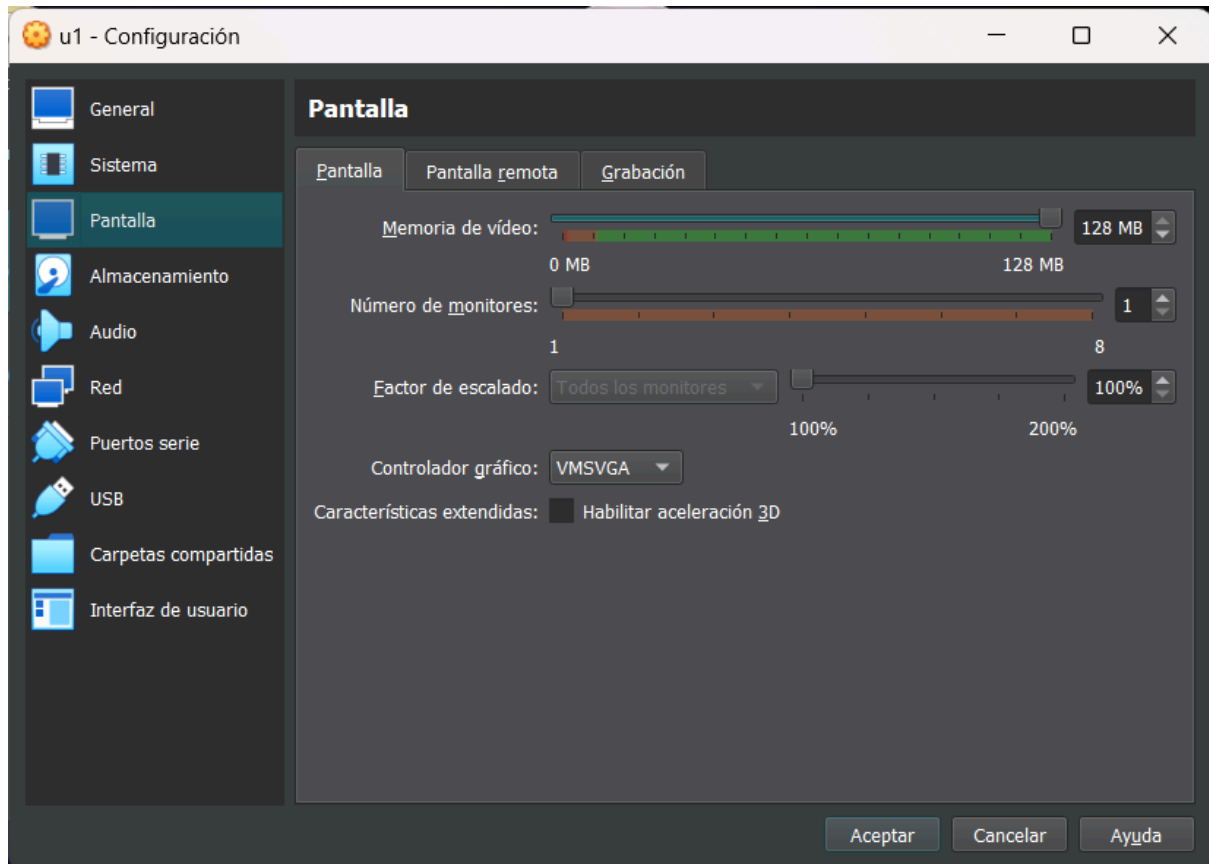 u1 - Configuración
General
Sistema
Pantalla
Almacenamiento
Audio
Red
Puertos serie
USB
Carpetas compartidas
Interfaz de usuario
Pantalla
Pantalla Pantalla remota Grabación
Memoria de vídeo: 128 MB
0 MB 128 MB
Número de monitores: 1
1 8
Factor de escalado: Todos los monitores 100%
100% 200%
Controlador gráfico: VMSVGA
Características extendidas: Habilitar aceleración 3D
Aceptar Cancelar Ayuda